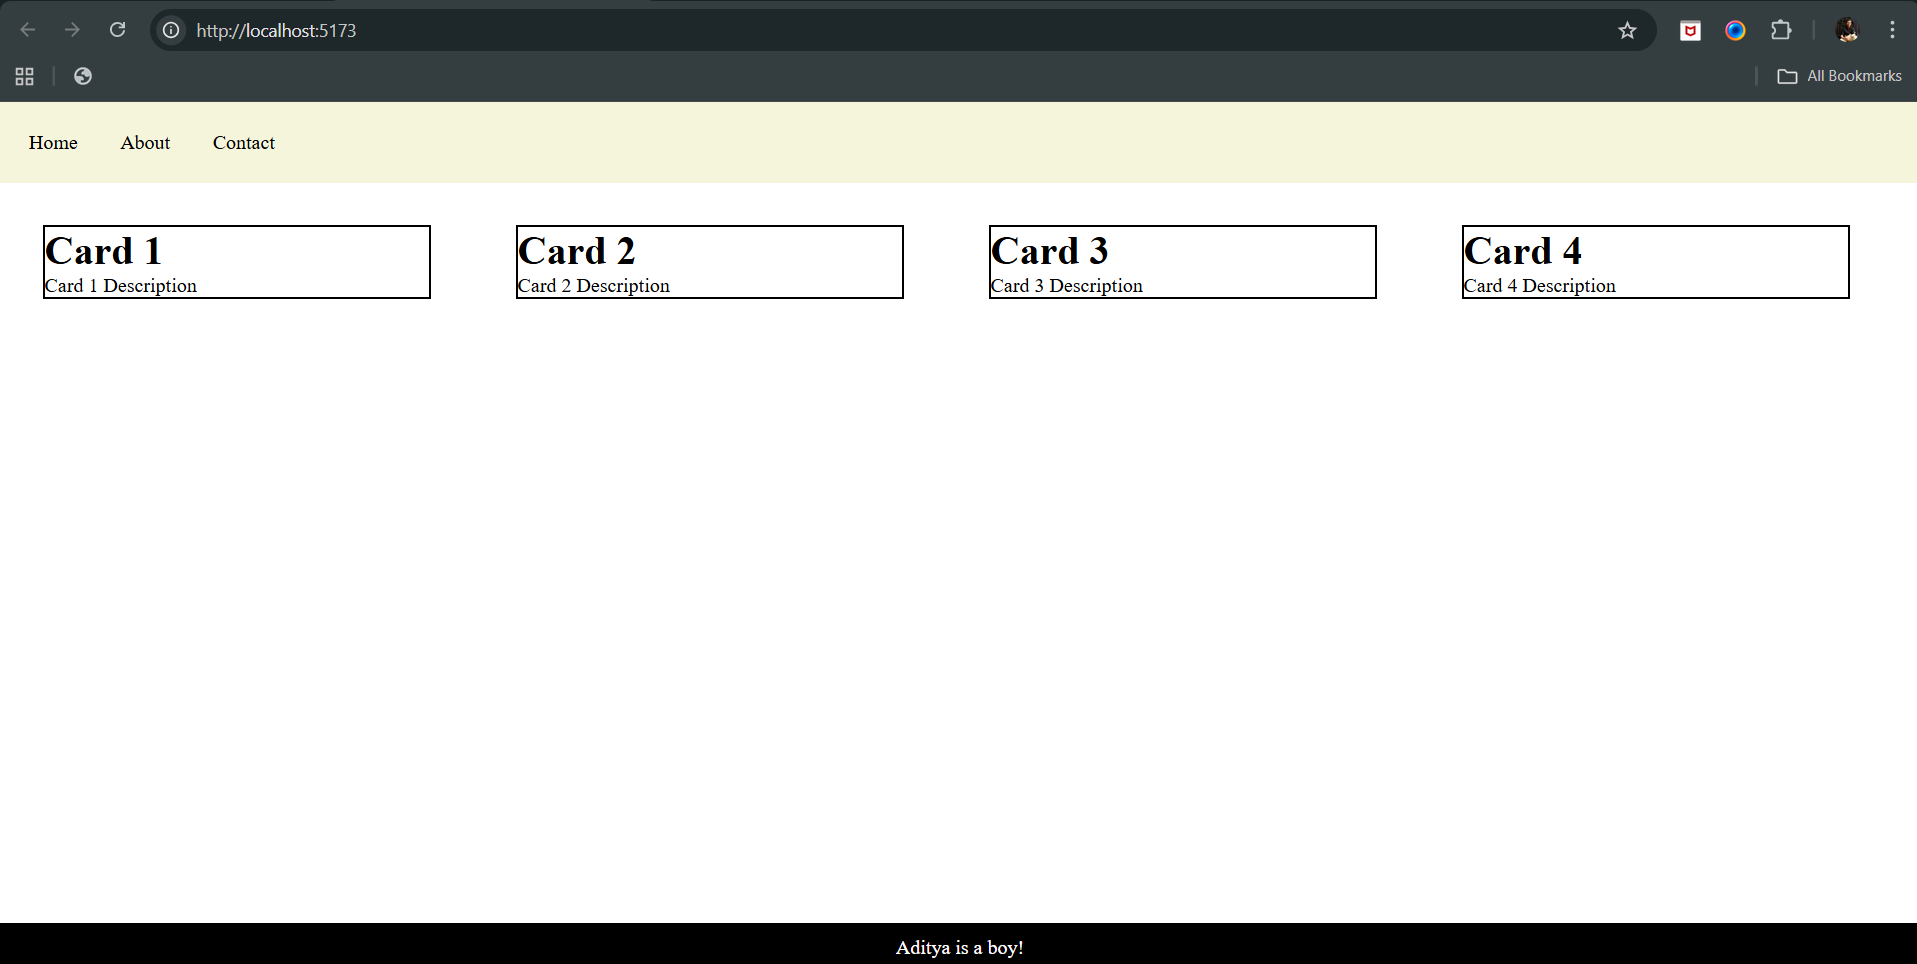 http://localhost:5173
All Bookmarks
Home About Contact
Card 1
Card 1 Description
Card 2
Card 2 Description
Card 3
Card 3 Description
Card 4
Card 4 Description
Aditya is a boy!